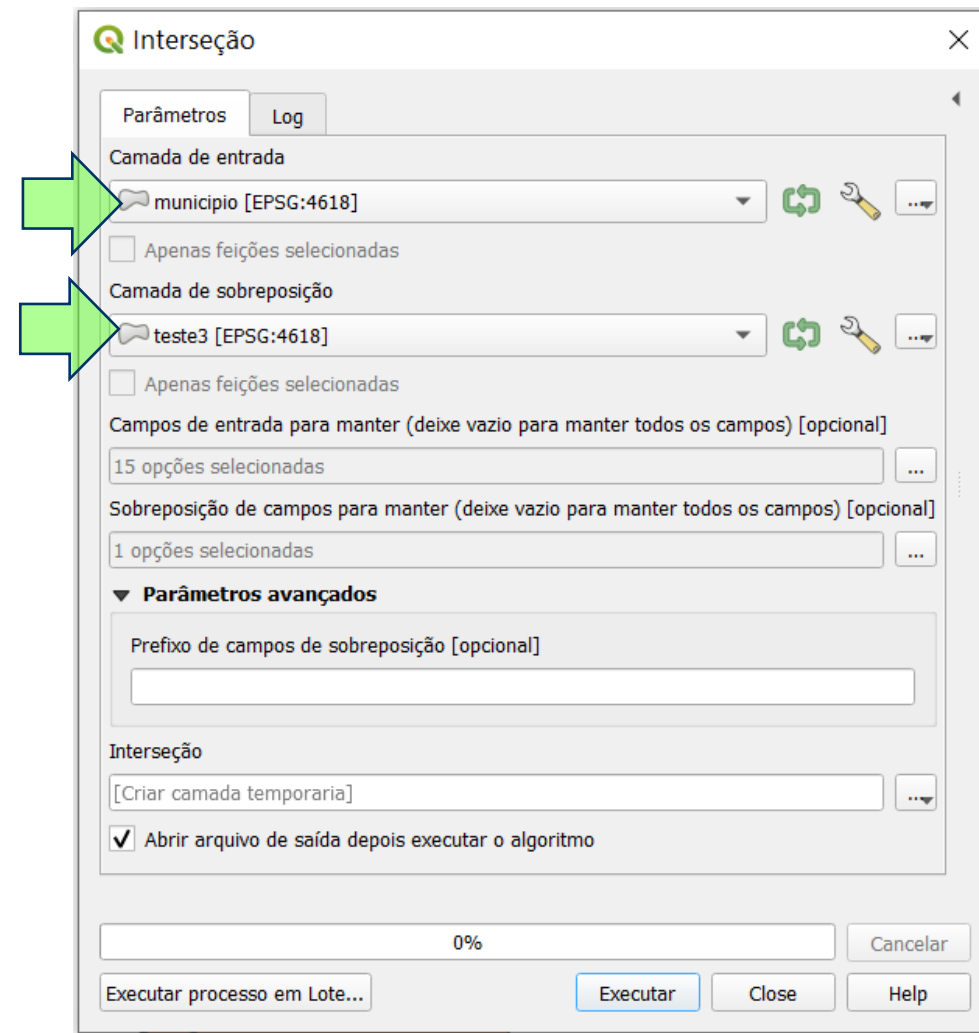 Interseção
Parâmetros
Log
Camada de entrada
municipio [EPSG:4618]
...
Apenas feições selecionadas
Camada de sobreposição
teste3 [EPSG:4618]
...
Apenas feições selecionadas
Campos de entrada para manter (deixe vazio para manter todos os campos) [opcional]
15 opções selecionadas
...
Sobreposição de campos para manter (deixe vazio para manter todos os campos) [opcional]
1 opções selecionadas
...
Parâmetros avançados
Prefixo de campos de sobreposição [opcional]
Interseção
[Criar camada temporaria]
...
Abrir arquivo de saída depois executar o algoritmo
0%
Cancelar
Executar processo em Lote...
Executar
Close
Help